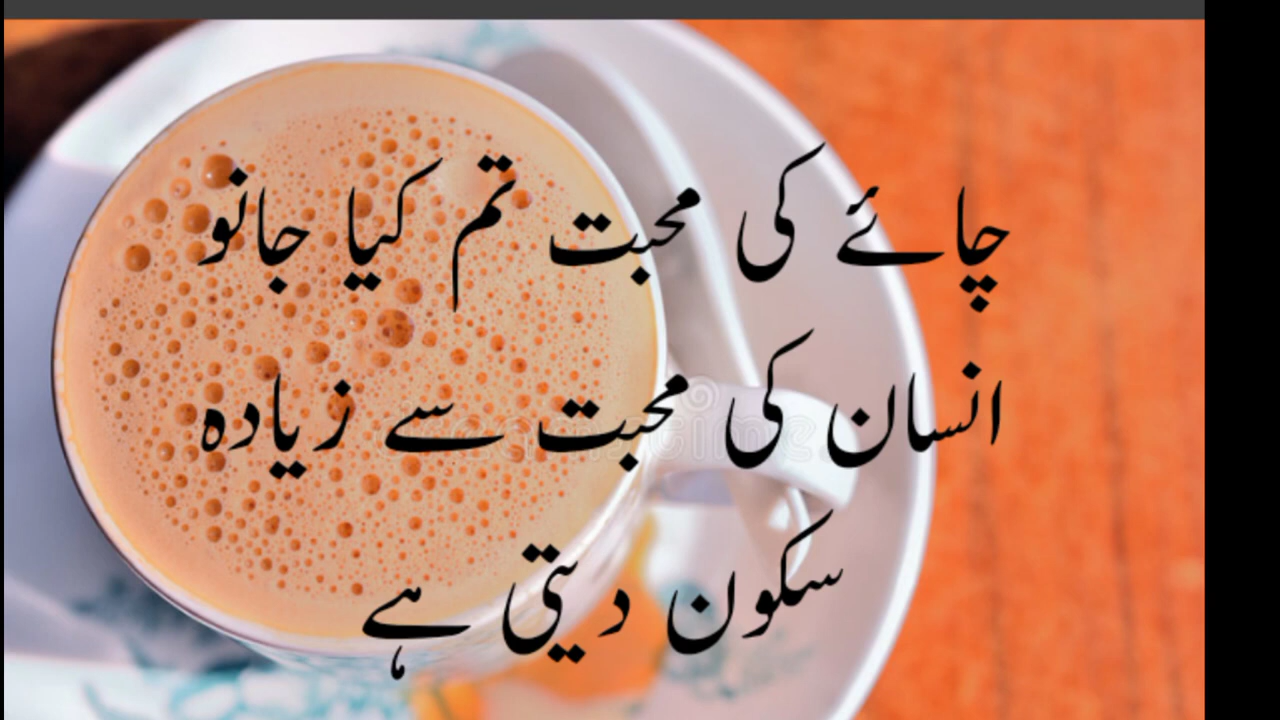 چائے کی محبت تم کیا جانو
انسان کی محبت سے زیادہ
سکون دیتی ہے